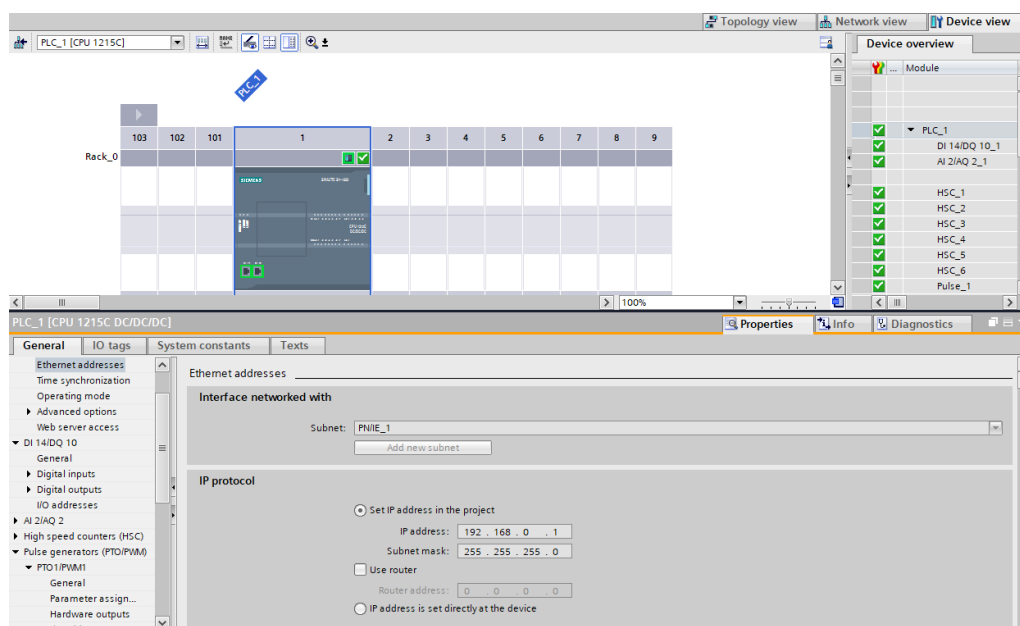 Topology view Network view Device view
PLC_1 [CPU 1215C]
Device overview
... Module
PLC_1
103 102 101 1 2 3 4 5 6 7 8 9
Rack_0
SIEMENS
PLC_1
DI 14/DQ 10_1
AI 2/AQ 2_1
HSC_1
HSC_2
HSC_3
HSC_4
HSC_5
HSC_6
Pulse_1
100%
PLC_1 [CPU 1215C DC/DC/DC]
Properties Info Diagnostics
General IO tags System constants Texts
Ethernet addresses
Time synchronization
Operating mode
Advanced options
Web server access
DI 14/DQ 10
General
Digital inputs
Digital outputs
I/O addresses
AI 2/AQ 2
High speed counters (HSC)
Pulse generators (PTO/PWM)
PTO1/PWM1
General
Parameter assign...
Hardware outputs
Ethernet addresses
Interface networked with
Subnet: PN/IE_1
Add new subnet
IP protocol
Set IP address in the project
IP address: 192 . 168 . 0 . 1
Subnet mask: 255 . 255 . 255 . 0
Use router
Router address: 0 . 0 . 0 . 0
IP address is set directly at the device